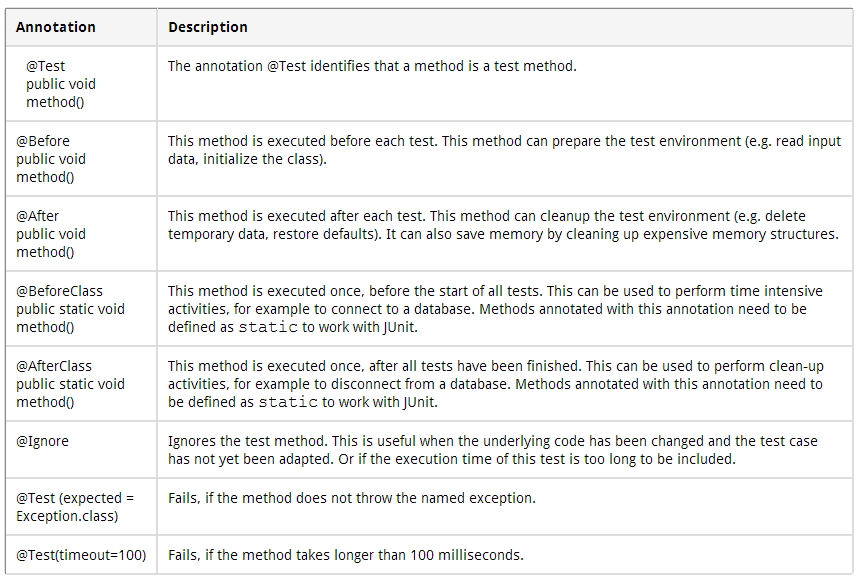 Annotation Description
@Test
public void
method()
The annotation @Test identifies that a method is a test method.
@Before
public void
method()
This method is executed before each test. This method can prepare the test environment (e.g. read input
data, initialize the class).
@After
public void
method()
This method is executed after each test. This method can cleanup the test environment (e.g. delete
temporary data, restore defaults). It can also save memory by cleaning up expensive memory structures.
@BeforeClass
public static void
method()
This method is executed once, before the start of all tests. This can be used to perform time intensive
activities, for example to connect to a database. Methods annotated with this annotation need to be
defined as static to work with JUnit.
@AfterClass
public static void
method()
This method is executed once, after all tests have been finished. This can be used to perform clean-up
activities, for example to disconnect from a database. Methods annotated with this annotation need to
be defined as static to work with JUnit.
@Ignore
Ignores the test method. This is useful when the underlying code has been changed and the test case
has not yet been adapted. Or if the execution time of this test is too long to be included.
@Test (expected =
Exception.class)
Fails, if the method does not throw the named exception.
@Test(timeout=100)
Fails, if the method takes longer than 100 milliseconds.